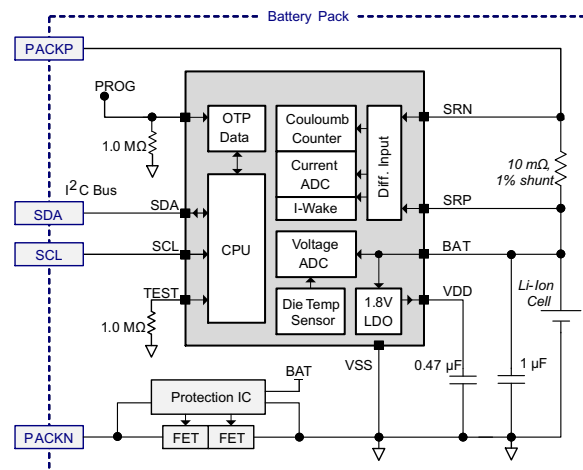 Battery Pack
PACKP
PROG
1.0 MΩ
OTP
Data
Couloumb
Counter
Current
ADC
I-Wake
Diff. Input
SRN
10 mΩ,
1% shunt
SRP
I2C Bus
SDA
SDA
SCL
SCL
CPU
TEST
1.0 MΩ
Voltage
ADC
BAT
Die Temp
Sensor
1.8V
LDO
VDD
Li-Ion
Cell
VSS
0.47 µF
1 µF
BAT
Protection IC
PACKN
FET
FET